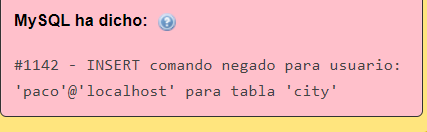 MySQL ha dicho:
#1142 - INSERT comando negado para usuario:
'paco'@'localhost' para tabla 'city'